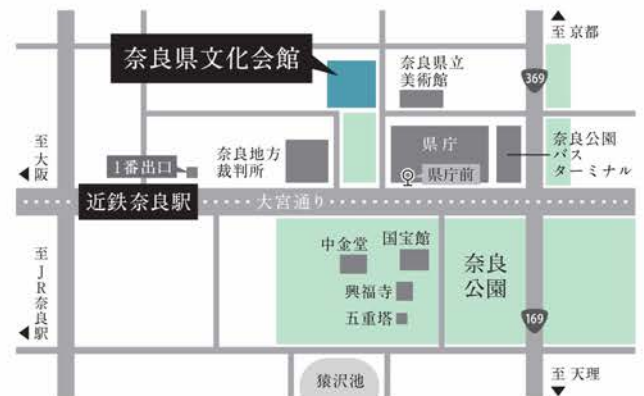 至 京都
奈良県文化会館
奈良県立
美術館
369
至 大阪
1番出口
奈良地方
裁判所
県庁
県庁前
奈良公園
バス
ターミナル
近鉄奈良駅
大宮通り
至 JR奈良駅
中金堂
国宝館
興福寺
五重塔
奈良
公園
169
猿沢池
至 天理